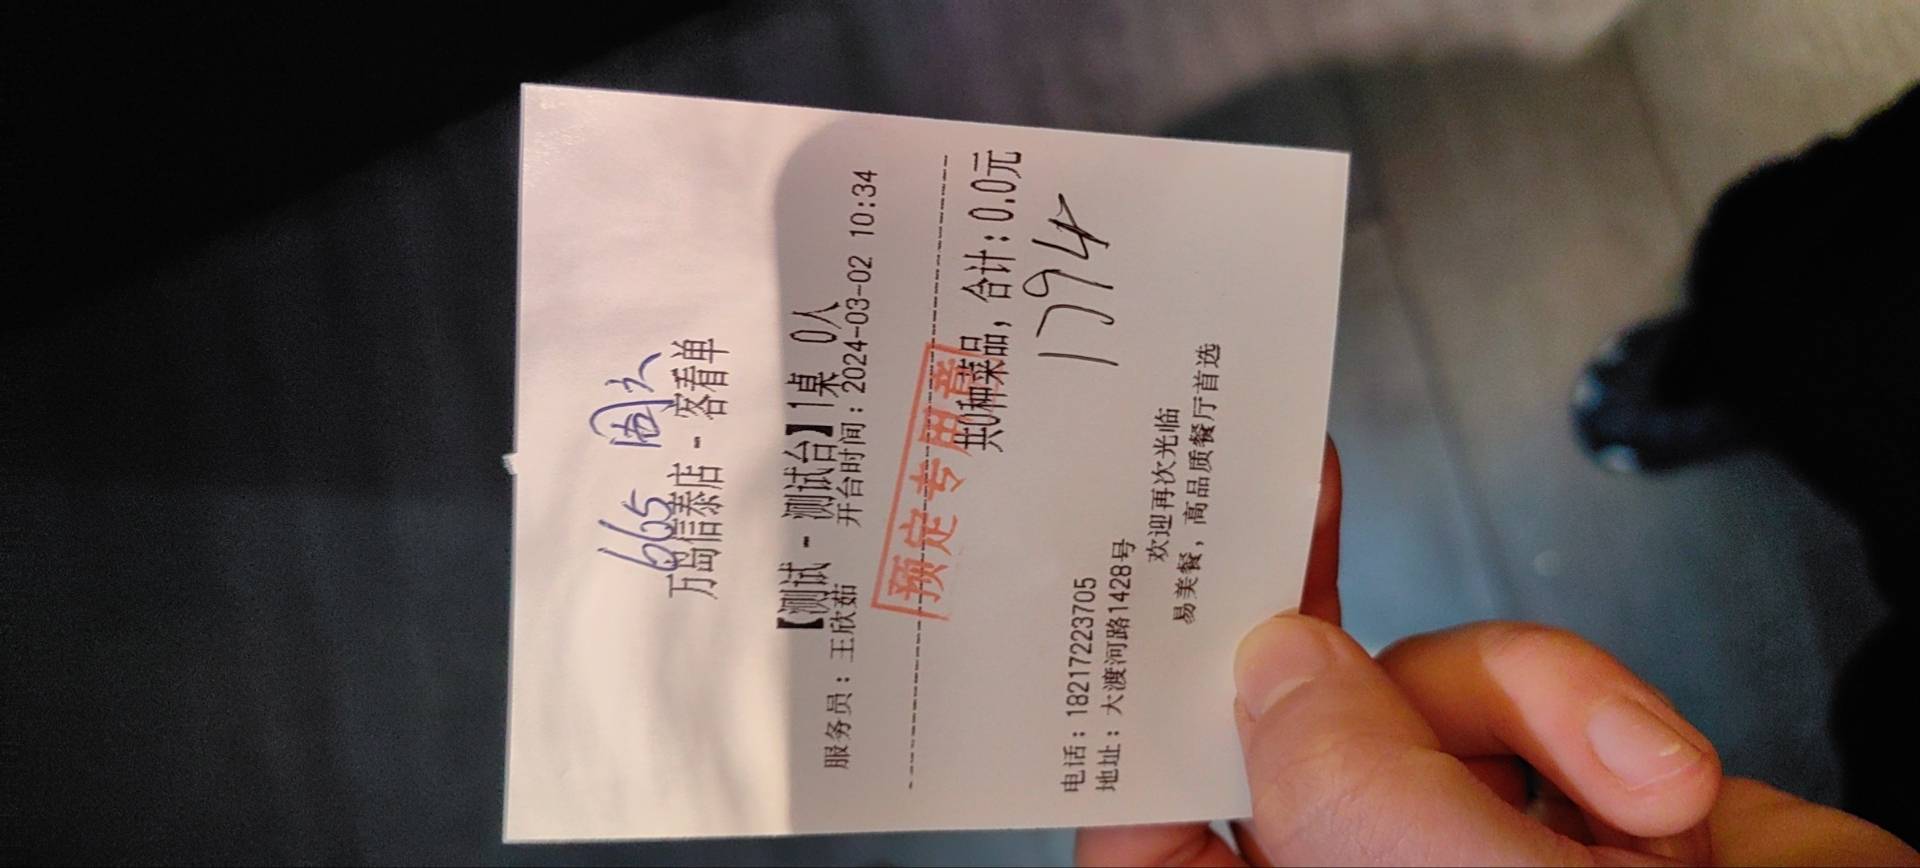 665 周六
万岛信泰店 - 客看单
【测试 - 测试台】1桌 0人
服务员: 王欣茹 开台时间: 2024-03-02 10:34
预定专用章
共0种菜品, 合计: 0.0元
1794
电话: 18217223705
地址: 大渡河路1428号
欢迎再次光临
易美餐, 高品质餐厅首选